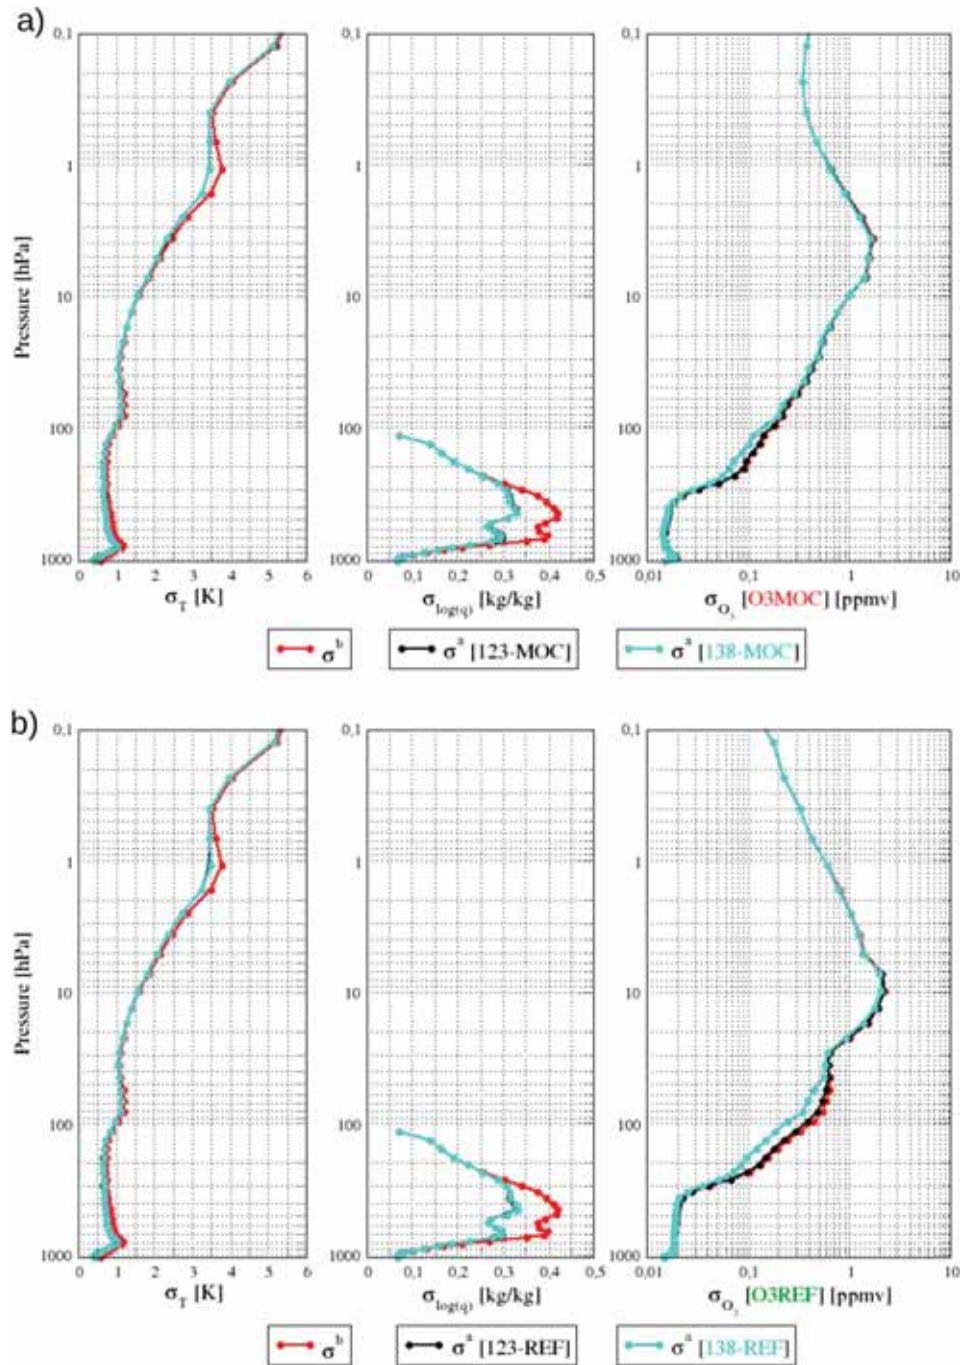 a)
0,1 0,1 0,1
1 1 1
10 10 10
100 100 100
1000 1000 1000
Pressure [hPa]
0 1 2 3 4 5 6 0 0,1 0,2 0,3 0,4 0,5 0,01 0,1 1 10
σT [K] σlog(q) [kg/kg] σO3 [O3MOC] [ppmv]
σb σa [123-MOC] σa [138-MOC]
b)
0,1 0,1 0,1
1 1 1
10 10 10
100 100 100
1000 1000 1000
Pressure [hPa]
0 1 2 3 4 5 6 0 0,1 0,2 0,3 0,4 0,5 0,01 0,1 1 10
σT [K] σlog(q) [kg/kg] σO3 [O3REF] [ppmv]
σb σa [123-REF] σa [138-REF]